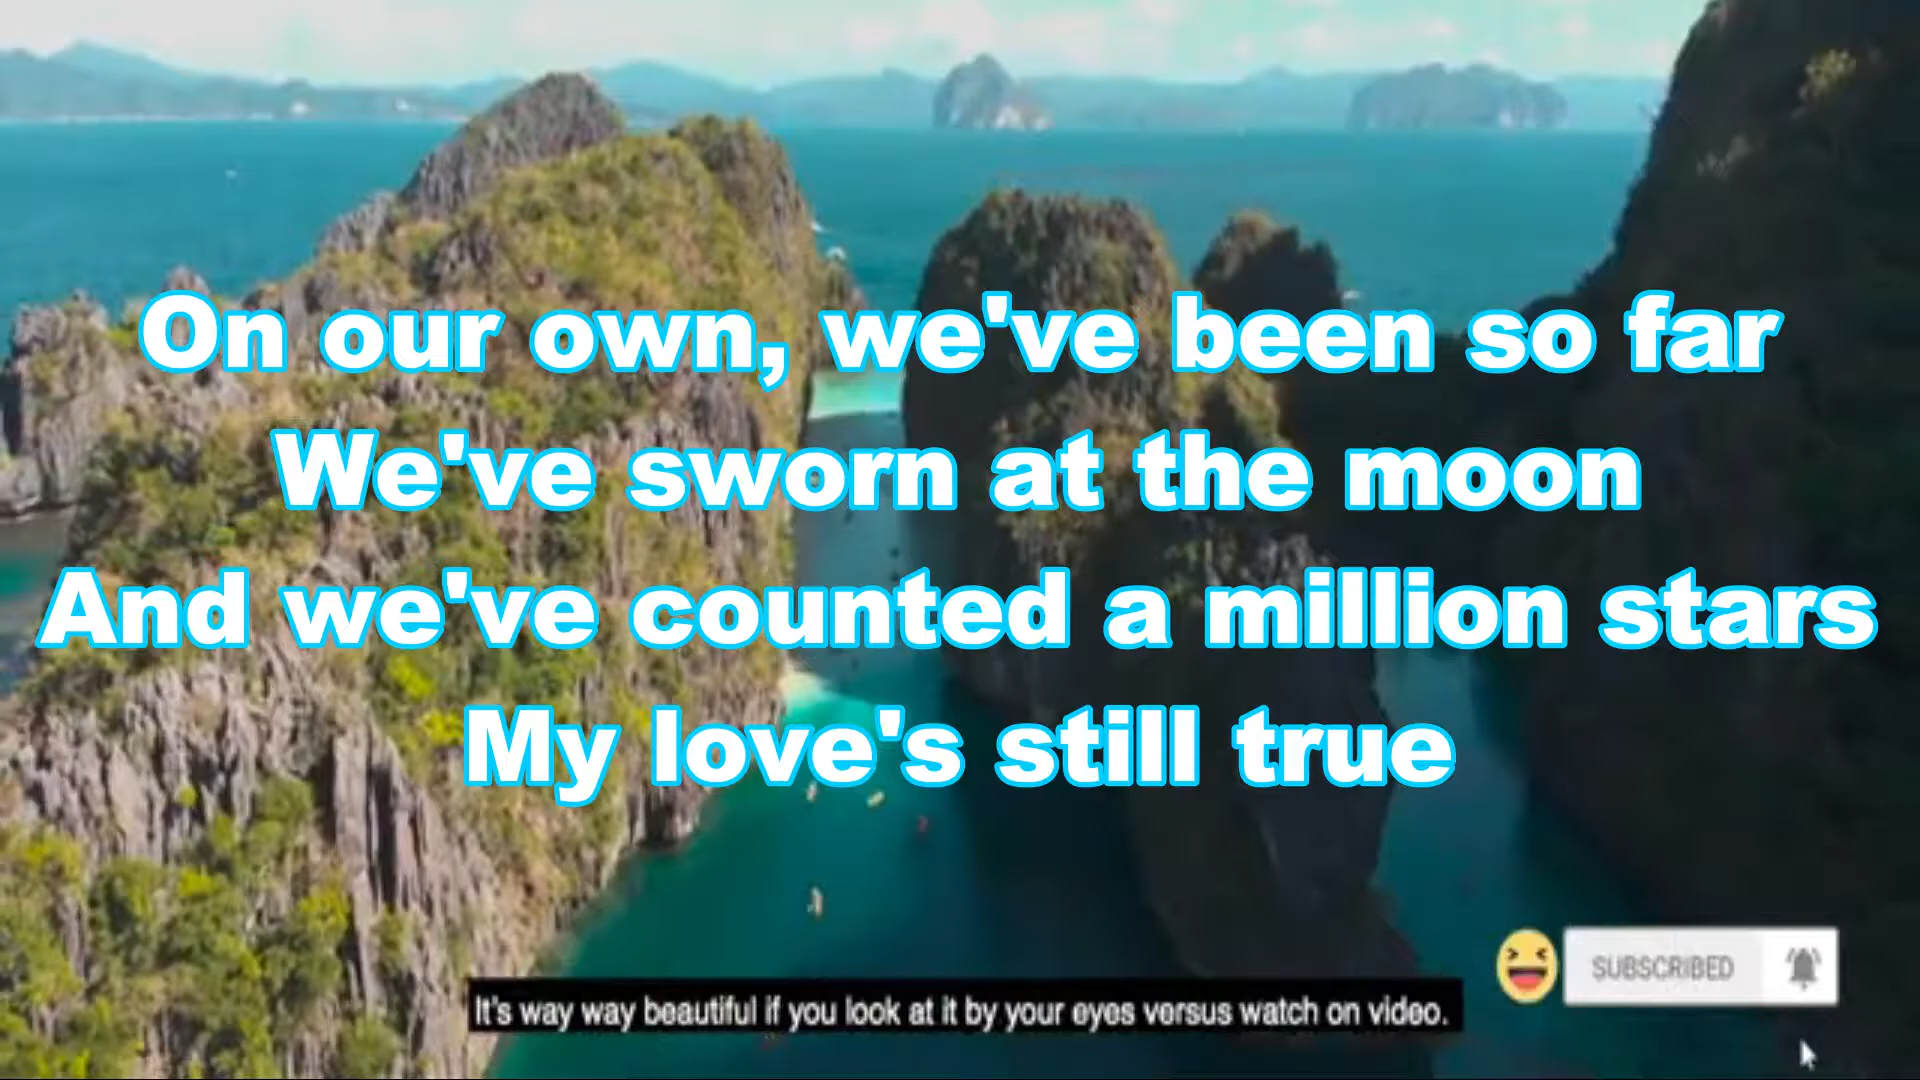 On our own, we've been so far
We've sworn at the moon
And we've counted a million stars
My love's still true
SUBSCRIBED
It's way way beautiful if you look at it by your eyes versus watch on video.